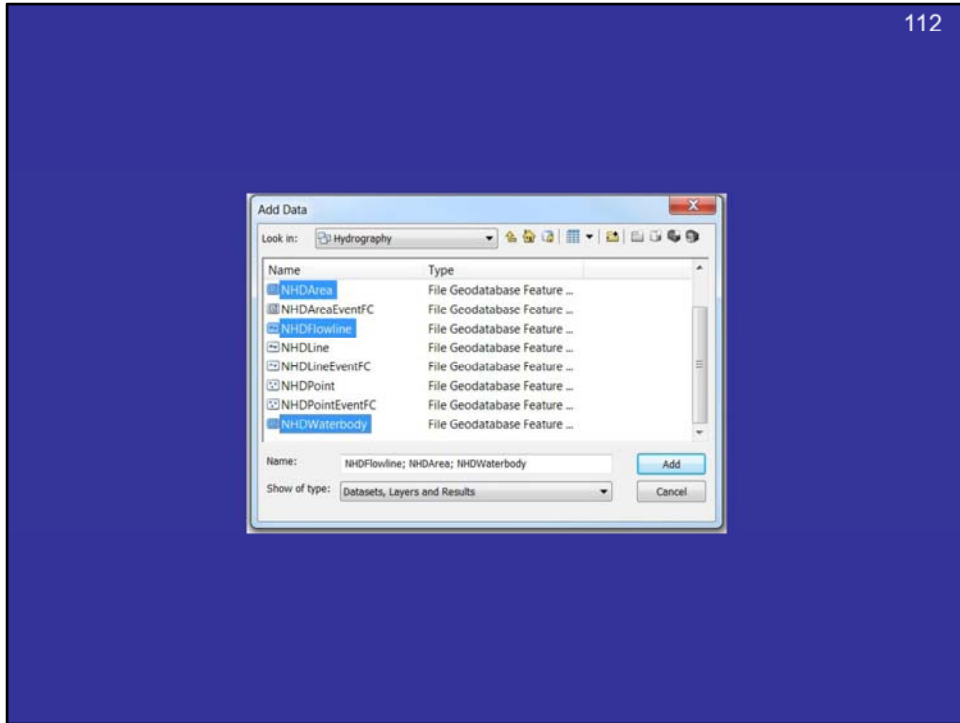 112
Add Data
Look in: Hydrography
Name Type
NHDArea File Geodatabase Feature ...
NHDAreaEventFC File Geodatabase Feature ...
NHDFlowline File Geodatabase Feature ...
NHDLine File Geodatabase Feature ...
NHDLineEventFC File Geodatabase Feature ...
NHDPoint File Geodatabase Feature ...
NHDPointEventFC File Geodatabase Feature ...
NHDWaterbody File Geodatabase Feature ...
Name: NHDFlowline; NHDArea; NHDWaterbody Add
Show of type: Datasets, Layers and Results Cancel